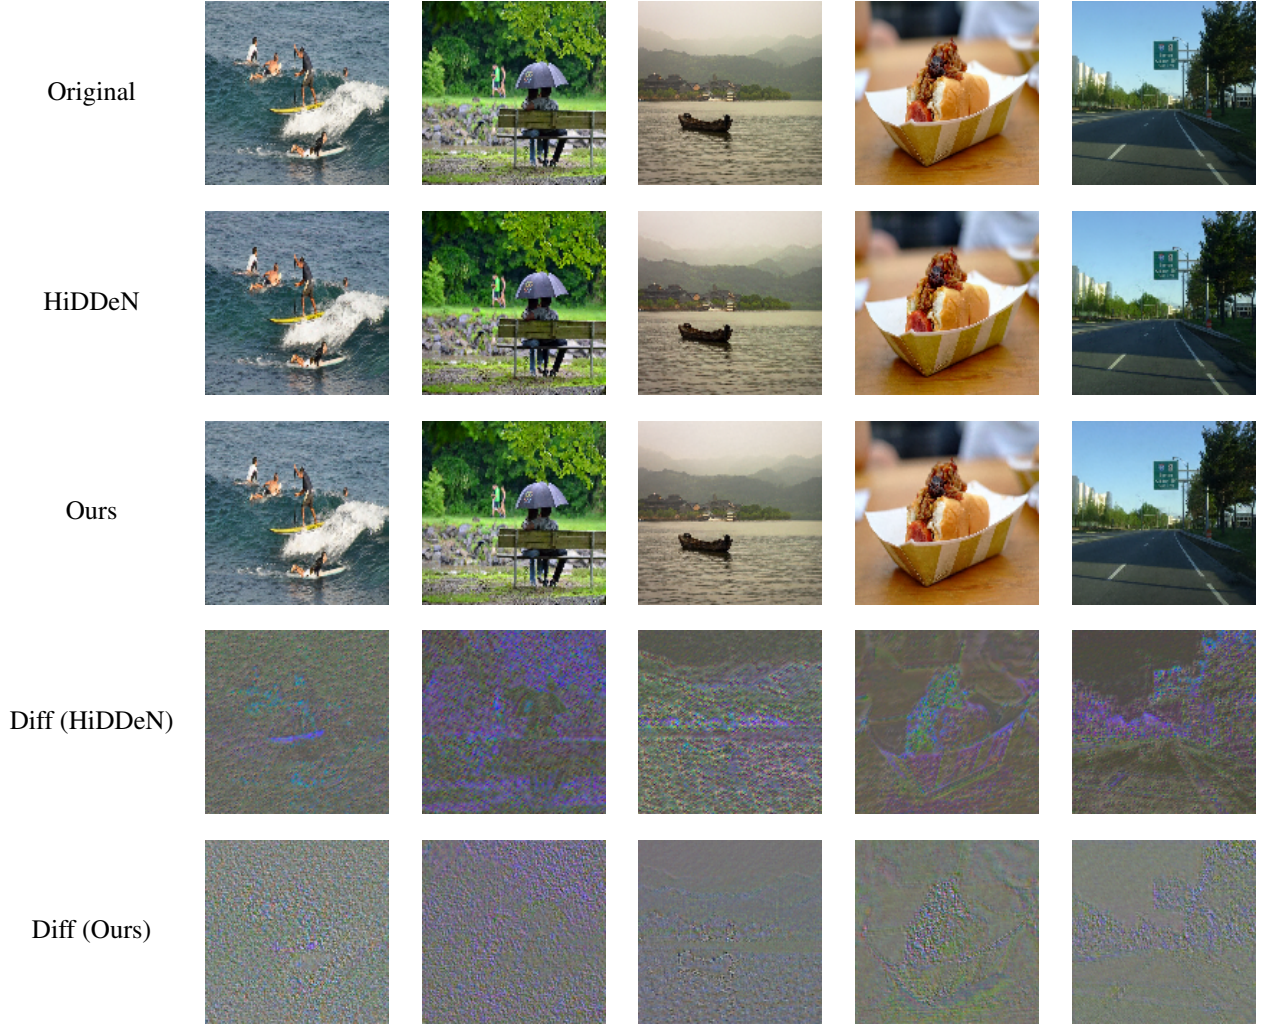 Original
HiDDeN
Ours
Diff (HiDDeN)
Diff (Ours)